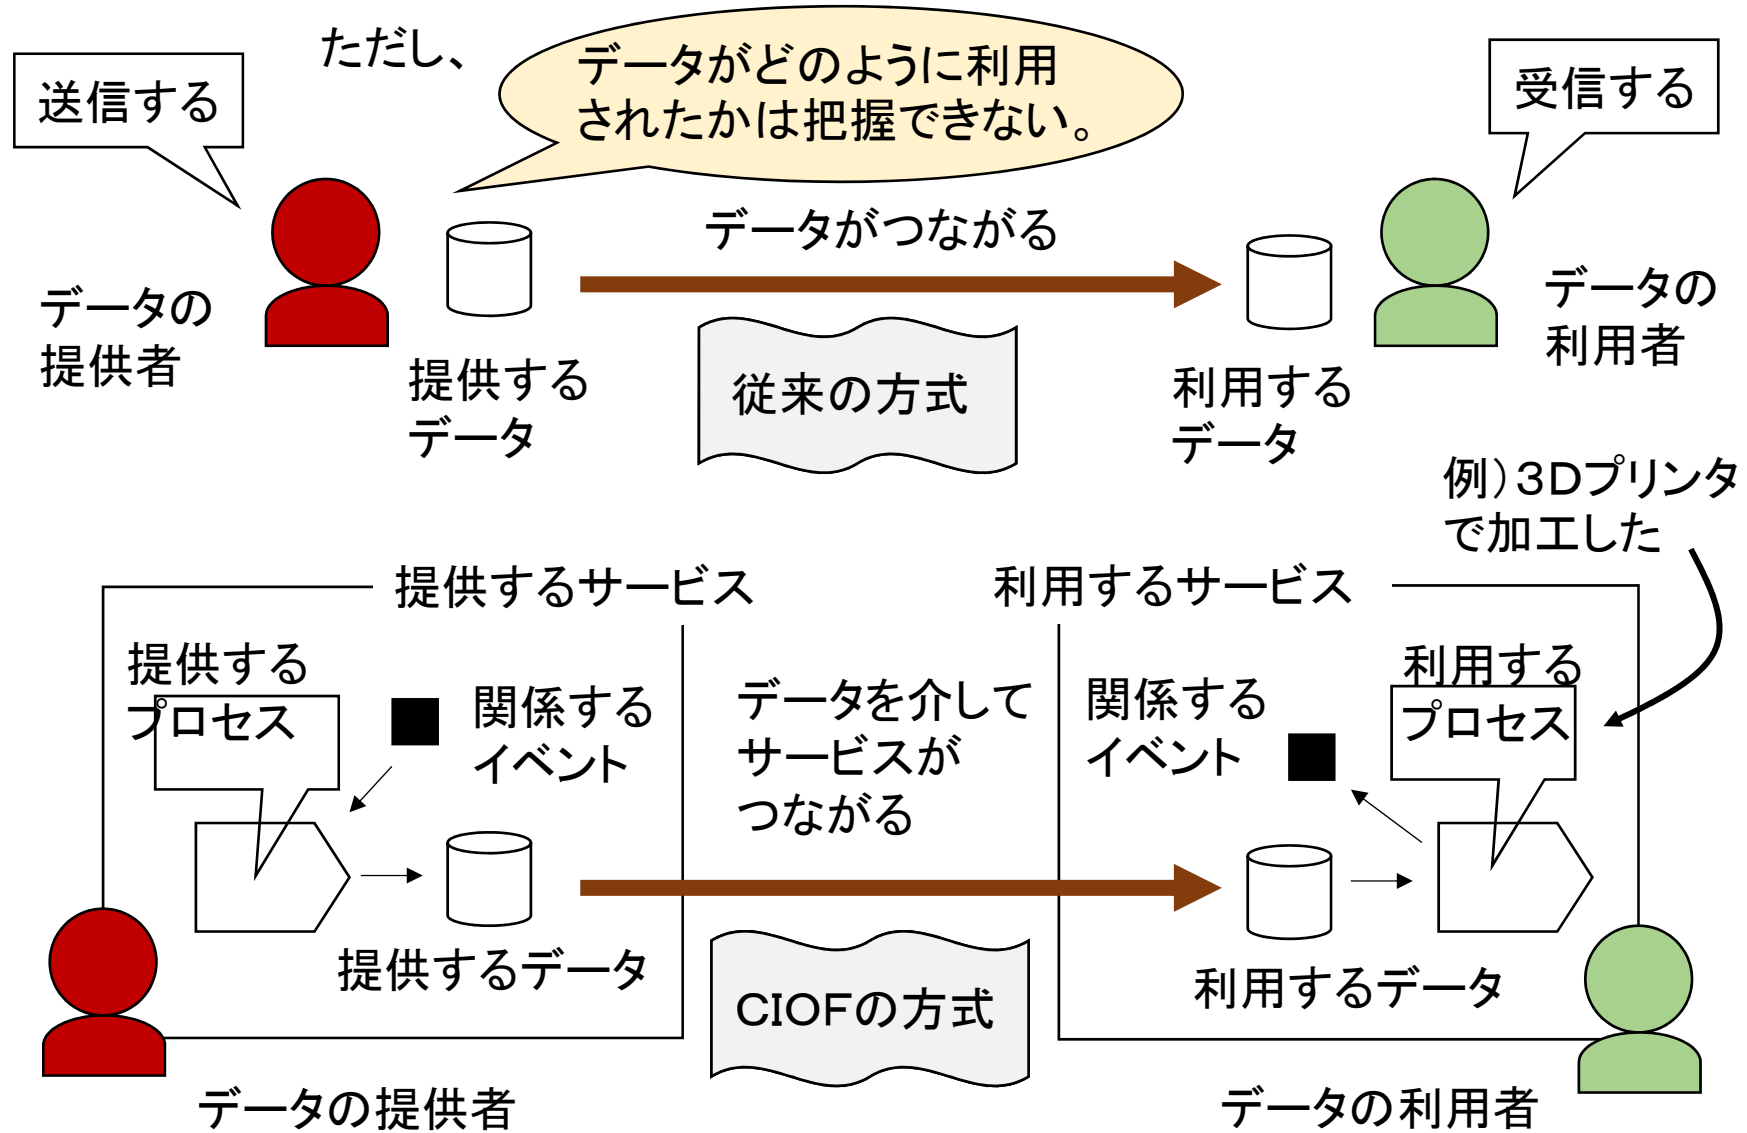 ただし、
データがどのように利用
されたかは把握できない。
送信する
受信する
データがつながる
データの
提供者
データの
利用者
提供する
データ
従来の方式
利用する
データ
例）３Dプリンタ
で加工した
提供するサービス
利用するサービス
提供する
プロセス
関係する
イベント
データを介して
サービスが
つながる
関係する
イベント
利用する
プロセス
提供するデータ
利用するデータ
CIOFの方式
データの提供者
データの利用者